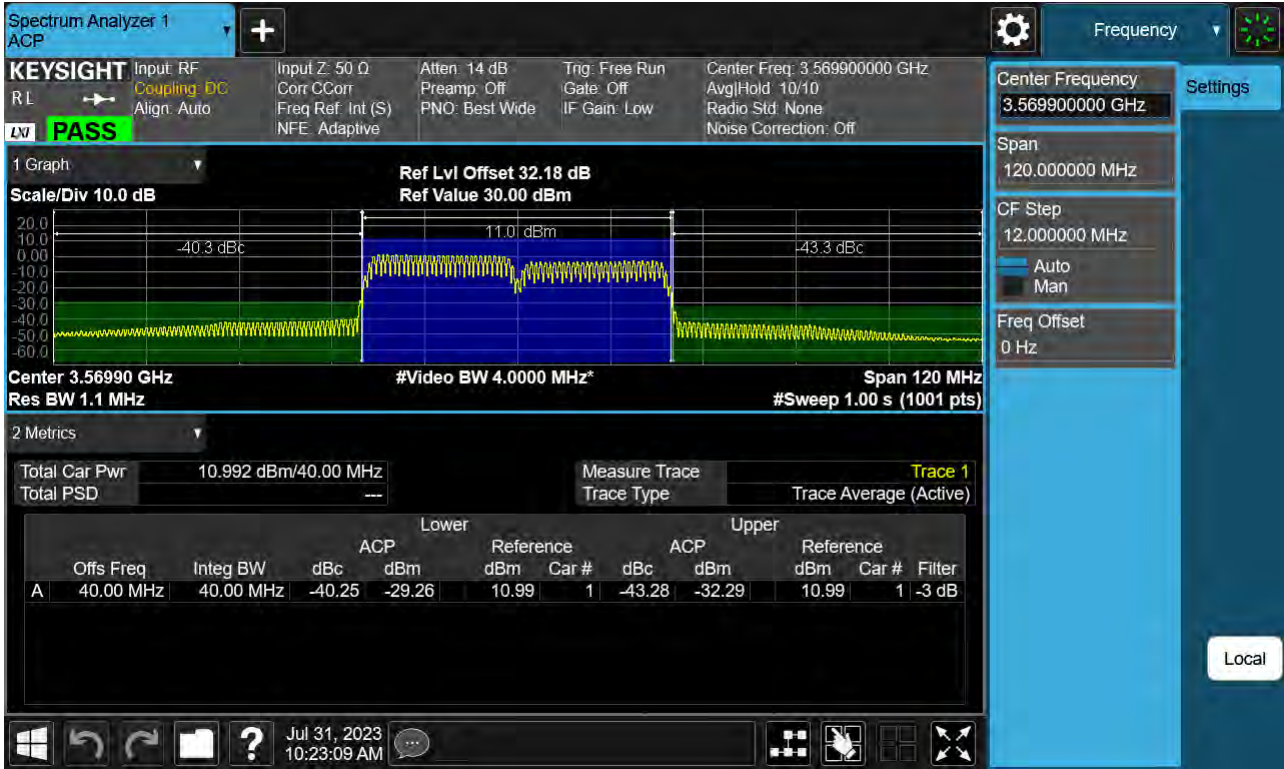 Spectrum Analyzer 1
ACP
Frequency
KEYSIGHT
R L
LXI
PASS
Input: RF
Coupling: DC
Align: Auto
Input Z: 50 Ω
Corr CCorr
Freq Ref: Int (S)
NFE: Adaptive
Atten: 14 dB
Preamp: Off
PNO: Best Wide
Trig: Free Run
Gate: Off
IF Gain: Low
Center Freq: 3.569900000 GHz
Avg|Hold: 10/10
Radio Std: None
Noise Correction: Off
1 Graph
Scale/Div 10.0 dB
Ref Lvl Offset 32.18 dB
Ref Value 30.00 dBm
20.0
10.0
0.00
-10.0
-20.0
-30.0
-40.0
-50.0
-60.0
-40.3 dBc
11.0 dBm
-43.3 dBc
Center 3.56990 GHz
Res BW 1.1 MHz
#Video BW 4.0000 MHz*
Span 120 MHz
#Sweep 1.00 s (1001 pts)
2 Metrics
Total Car Pwr 10.992 dBm/40.00 MHz
Total PSD ---
Measure Trace Trace 1
Trace Type Trace Average (Active)
Lower Upper
ACP Reference ACP Reference
Offs Freq Integ BW dBc dBm dBm Car # dBc dBm dBm Car # Filter
A 40.00 MHz 40.00 MHz -40.25 -29.26 10.99 1 -43.28 -32.29 10.99 1 -3 dB
Jul 31, 2023
10:23:09 AM
Center Frequency
3.569900000 GHz
Span
120.000000 MHz
CF Step
12.000000 MHz
Auto
Man
Freq Offset
0 Hz
Settings
Local